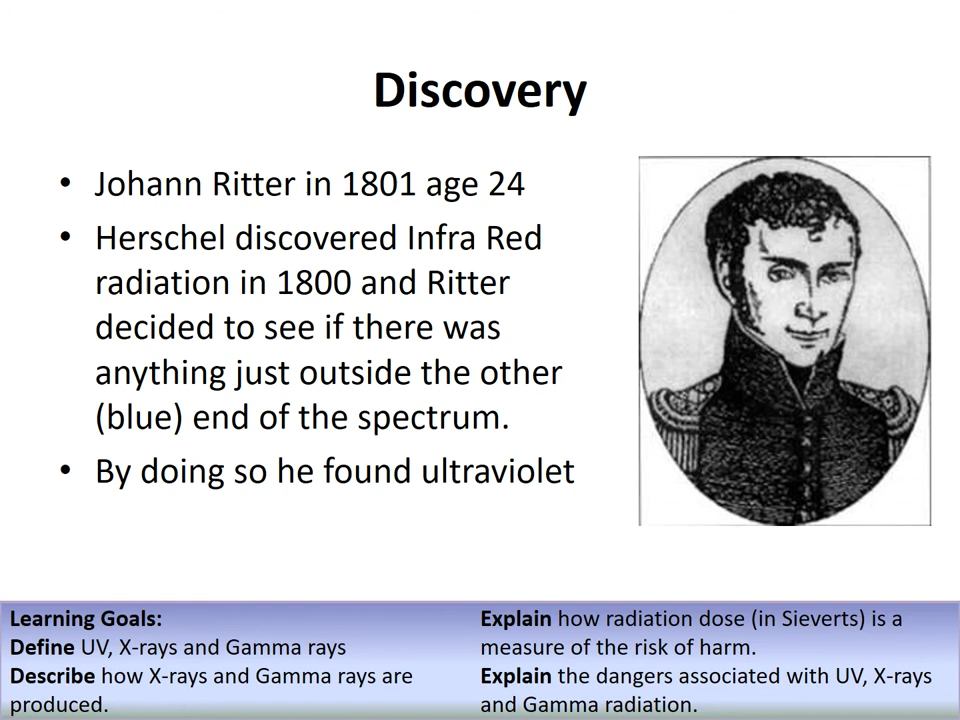 Discovery
• Johann Ritter in 1801 age 24
• Herschel discovered Infra Red
radiation in 1800 and Ritter
decided to see if there was
anything just outside the other
(blue) end of the spectrum.
• By doing so he found ultraviolet
Learning Goals:
Define UV, X-rays and Gamma rays
Describe how X-rays and Gamma rays are
produced.
Explain how radiation dose (in Sieverts) is a
measure of the risk of harm.
Explain the dangers associated with UV, X-rays
and Gamma radiation.